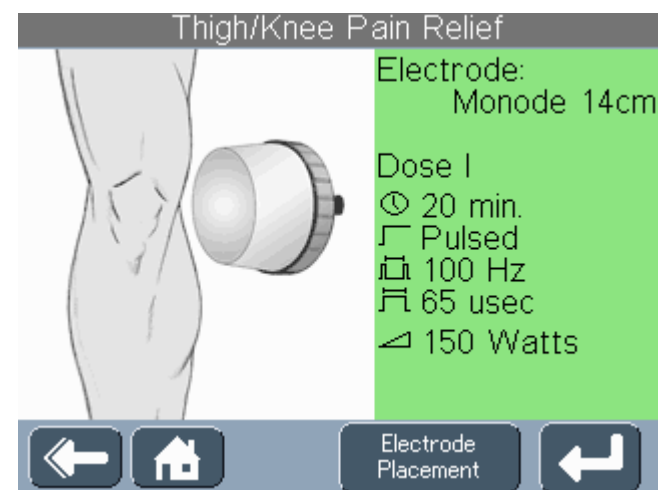 Thigh/Knee Pain Relief
Electrode:
Monode 14cm
Dose I
20 min.
Pulsed
100 Hz
65 usec
150 Watts
Electrode
Placement